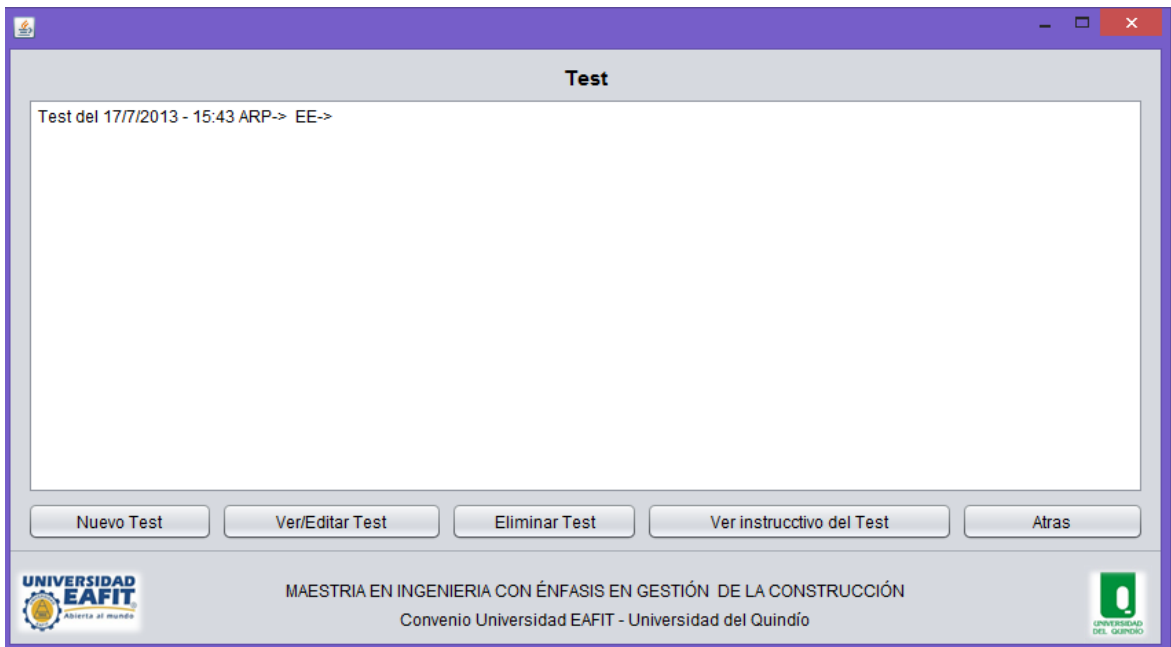 Test
Test del 17/7/2013 - 15:43 ARP-> EE->
Nuevo Test
Ver/Editar Test
Eliminar Test
Ver instrucctivo del Test
Atras
UNIVERSIDAD
EAFIT
Abierta al mundo
MAESTRIA EN INGENIERIA CON ÉNFASIS EN GESTIÓN DE LA CONSTRUCCIÓN
Convenio Universidad EAFIT - Universidad del Quindío
UNIVERSIDAD
DEL QUINDÍO